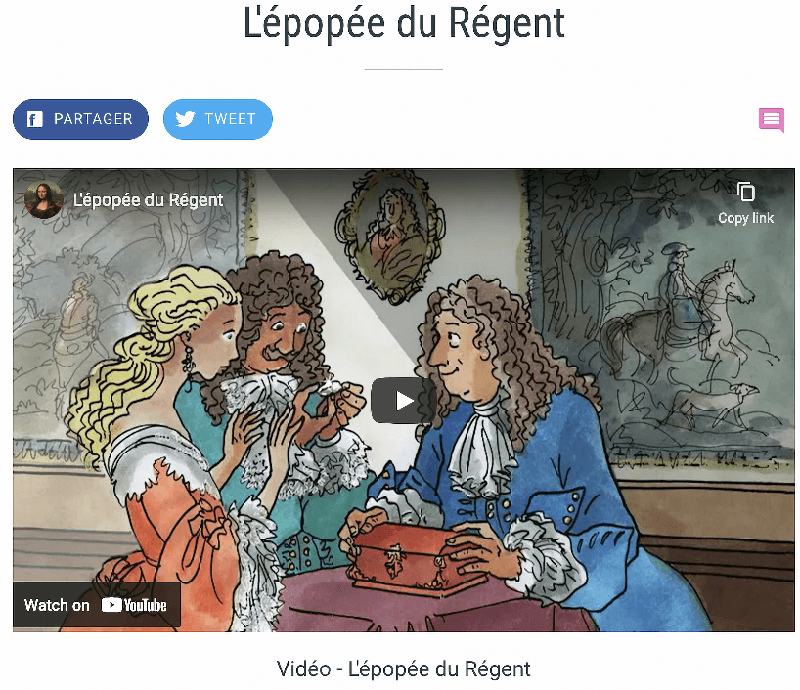 L'épopée du Régent
PARTAGER
TWEET
L'épopée du Régent
Copy link
Watch on YouTube
Vidéo - L'épopée du Régent